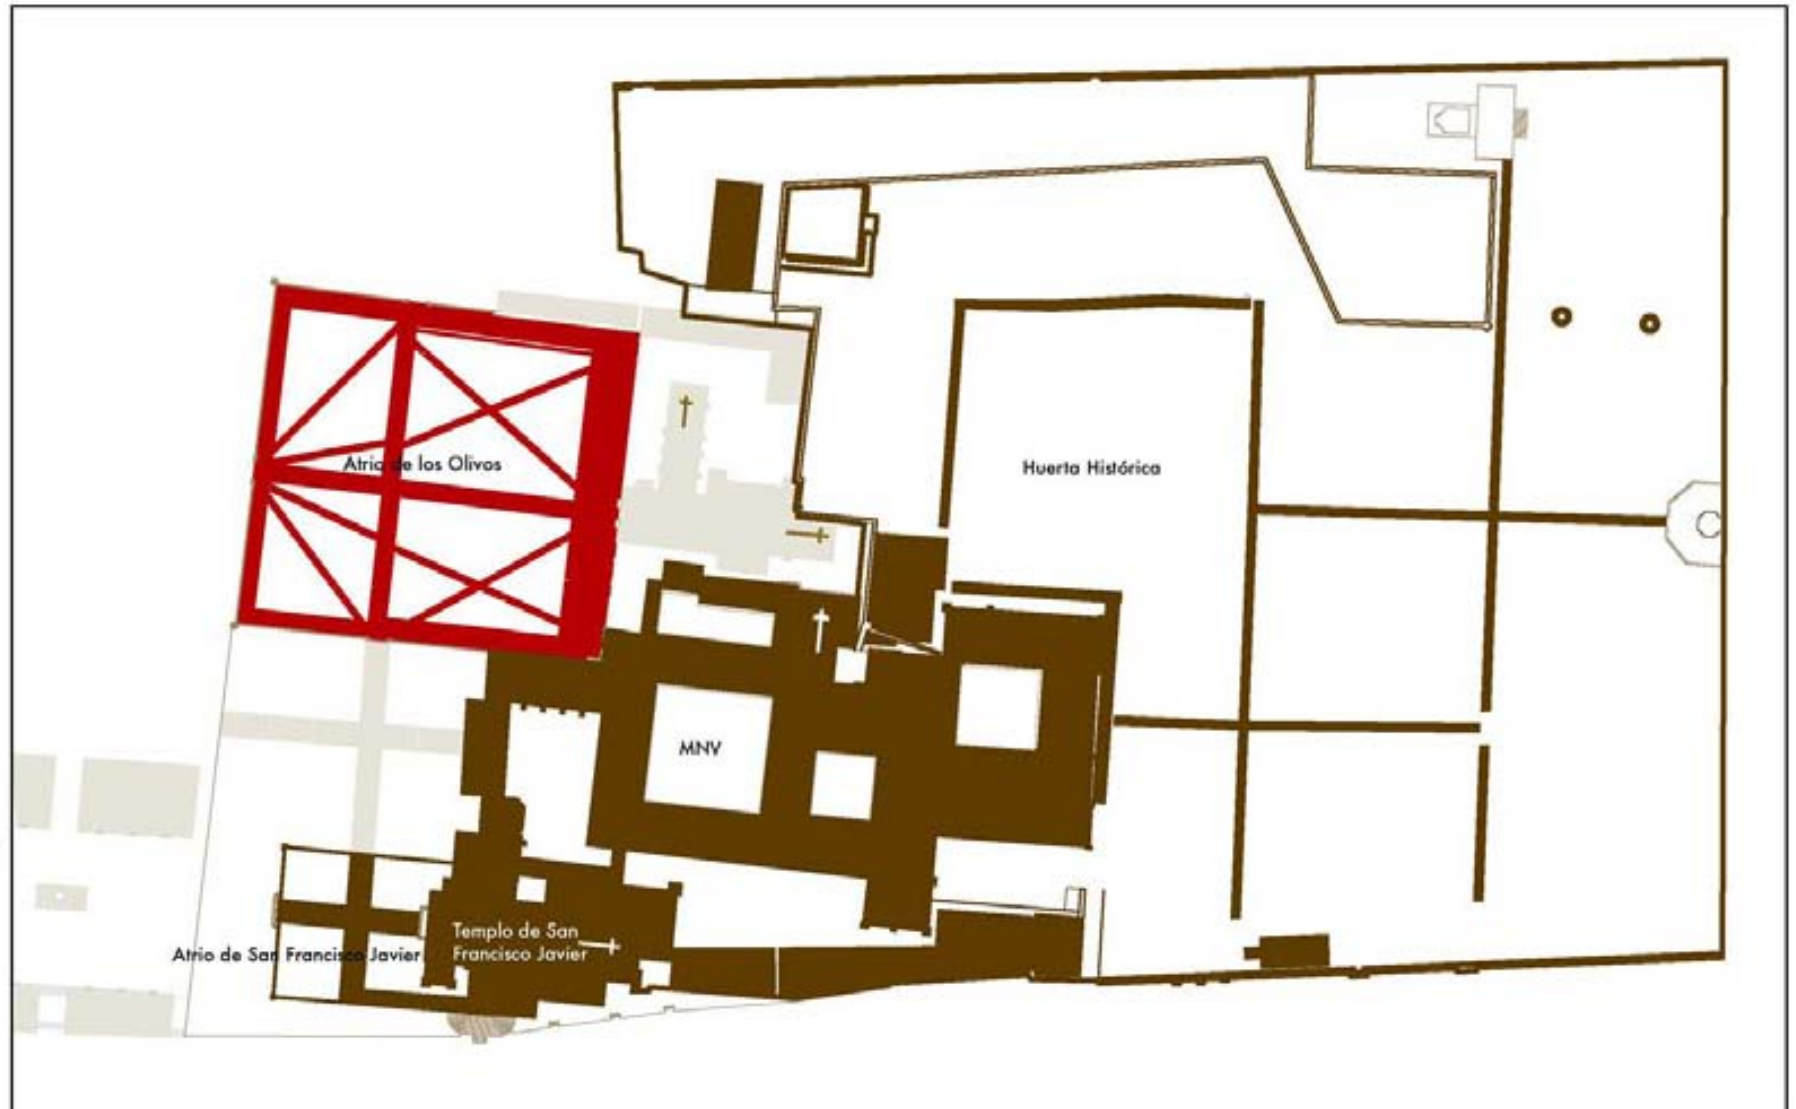 Atrio de los Olivos
Huerta Histórica
MNV
Templo de San
Francisco Javier
Atrio de San Francisco Javier